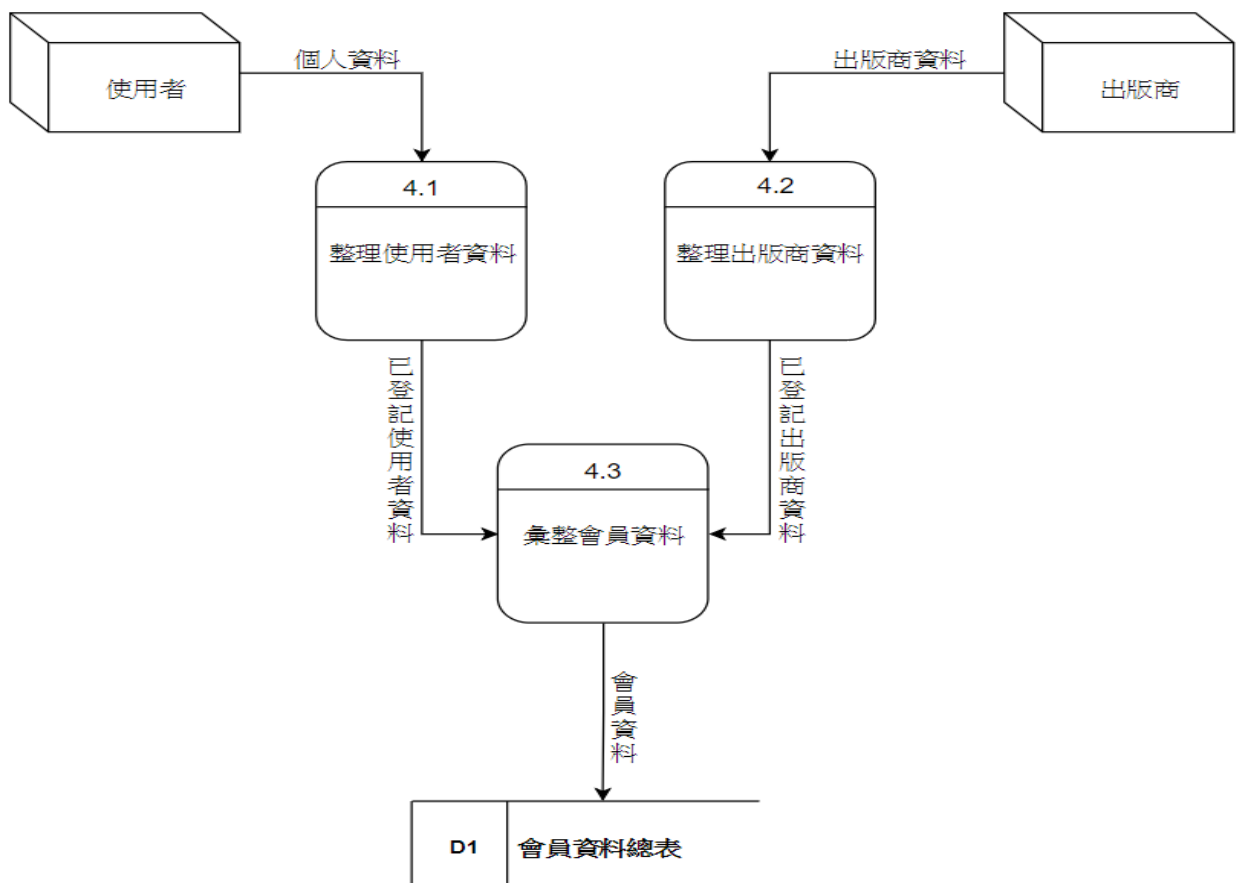 個人資料
出版商資料
使用者
出版商
4.1
4.2
整理使用者資料
整理出版商資料
已登記使用者資料
已登記出版商資料
4.3
彙整會員資料
會員資料
D1
會員資料總表